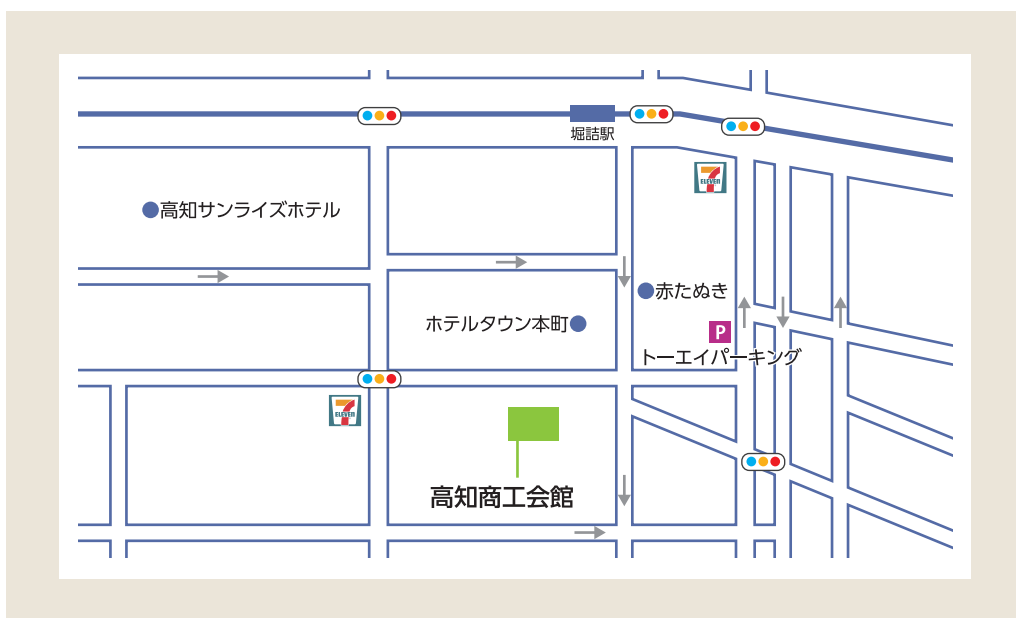 堀詰駅
ELEVEN
高知サンライズホテル
赤たぬき
ホテルタウン本町
P
トーエイパーキング
ELEVEN
高知商工会館